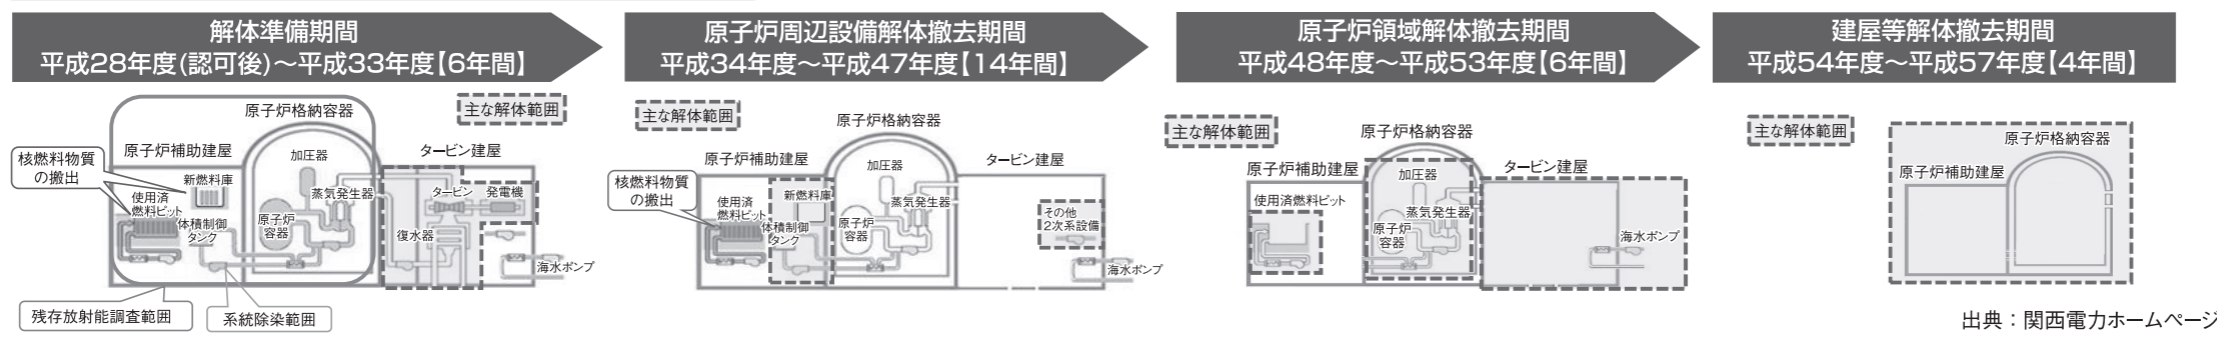 解体準備期間
平成28年度(認可後)～平成33年度【6年間】
原子炉周辺設備解体撤去期間
平成34年度～平成47年度【14年間】
原子炉領域解体撤去期間
平成48年度～平成53年度【6年間】
建屋等解体撤去期間
平成54年度～平成57年度【4年間】
主な解体範囲
原子炉格納容器
原子炉補助建屋
タービン建屋
核燃料物質
の搬出
新燃料庫
使用済
燃料ピット
体積制御
タンク
加圧器
蒸気発生器
原子炉
容器
タービン
発電機
復水器
海水ポンプ
残存放射能調査範囲
系統除染範囲
主な解体範囲
原子炉格納容器
原子炉補助建屋
タービン建屋
核燃料物質
の搬出
新燃料庫
使用済
燃料ピット
体積制御
タンク
加圧器
蒸気発生器
原子炉
容器
その他
2次系設備
海水ポンプ
主な解体範囲
原子炉格納容器
原子炉補助建屋
タービン建屋
使用済燃料ピット
加圧器
蒸気発生器
原子炉
容器
海水ポンプ
主な解体範囲
原子炉格納容器
原子炉補助建屋
出典：関西電力ホームページ